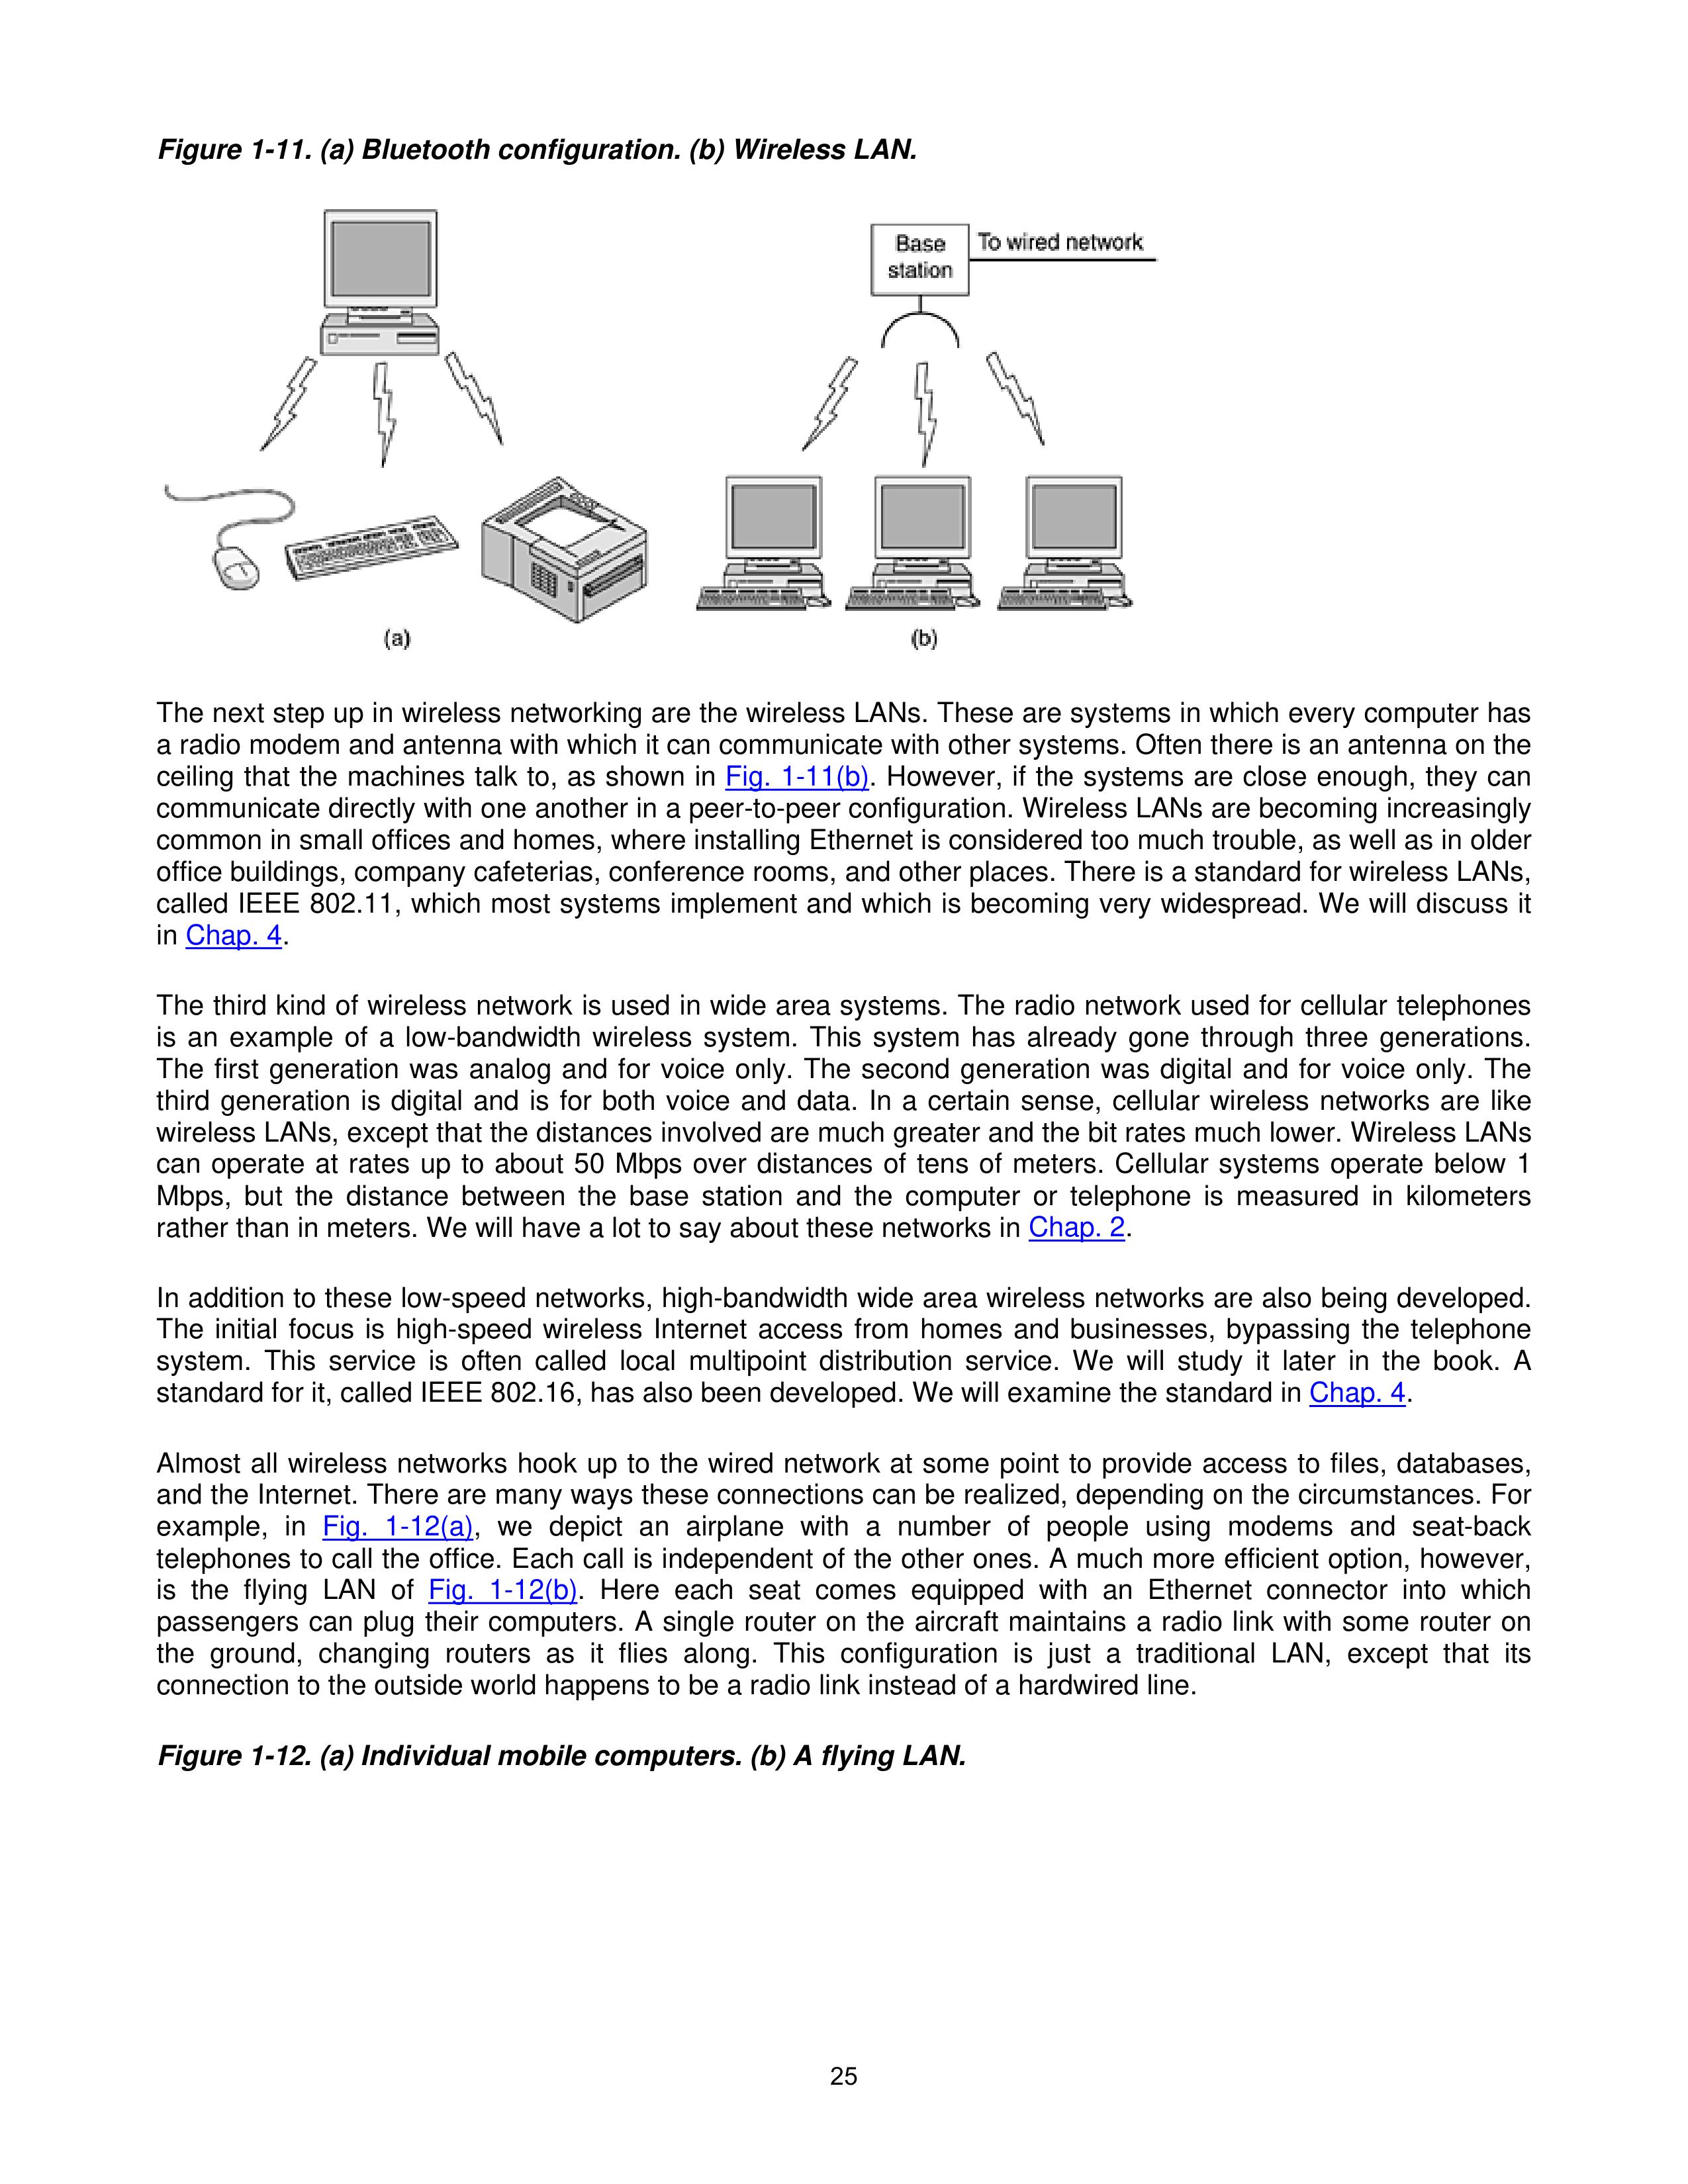 Figure 1-11. (a) Bluetooth configuration. (b) Wireless LAN.
Base
station
To wired network
(a)
(b)
The next step up in wireless networking are the wireless LANs. These are systems in which every computer has
a radio modem and antenna with which it can communicate with other systems. Often there is an antenna on the
ceiling that the machines talk to, as shown in Fig. 1-11(b). However, if the systems are close enough, they can
communicate directly with one another in a peer-to-peer configuration. Wireless LANs are becoming increasingly
common in small offices and homes, where installing Ethernet is considered too much trouble, as well as in older
office buildings, company cafeterias, conference rooms, and other places. There is a standard for wireless LANs,
called IEEE 802.11, which most systems implement and which is becoming very widespread. We will discuss it
in Chap. 4.
The third kind of wireless network is used in wide area systems. The radio network used for cellular telephones
is an example of a low-bandwidth wireless system. This system has already gone through three generations.
The first generation was analog and for voice only. The second generation was digital and for voice only. The
third generation is digital and is for both voice and data. In a certain sense, cellular wireless networks are like
wireless LANs, except that the distances involved are much greater and the bit rates much lower. Wireless LANs
can operate at rates up to about 50 Mbps over distances of tens of meters. Cellular systems operate below 1
Mbps, but the distance between the base station and the computer or telephone is measured in kilometers
rather than in meters. We will have a lot to say about these networks in Chap. 2.
In addition to these low-speed networks, high-bandwidth wide area wireless networks are also being developed.
The initial focus is high-speed wireless Internet access from homes and businesses, bypassing the telephone
system. This service is often called local multipoint distribution service. We will study it later in the book. A
standard for it, called IEEE 802.16, has also been developed. We will examine the standard in Chap. 4.
Almost all wireless networks hook up to the wired network at some point to provide access to files, databases,
and the Internet. There are many ways these connections can be realized, depending on the circumstances. For
example, in Fig. 1-12(a), we depict an airplane with a number of people using modems and seat-back
telephones to call the office. Each call is independent of the other ones. A much more efficient option, however,
is the flying LAN of Fig. 1-12(b). Here each seat comes equipped with an Ethernet connector into which
passengers can plug their computers. A single router on the aircraft maintains a radio link with some router on
the ground, changing routers as it flies along. This configuration is just a traditional LAN, except that its
connection to the outside world happens to be a radio link instead of a hardwired line.
Figure 1-12. (a) Individual mobile computers. (b) A flying LAN.
25